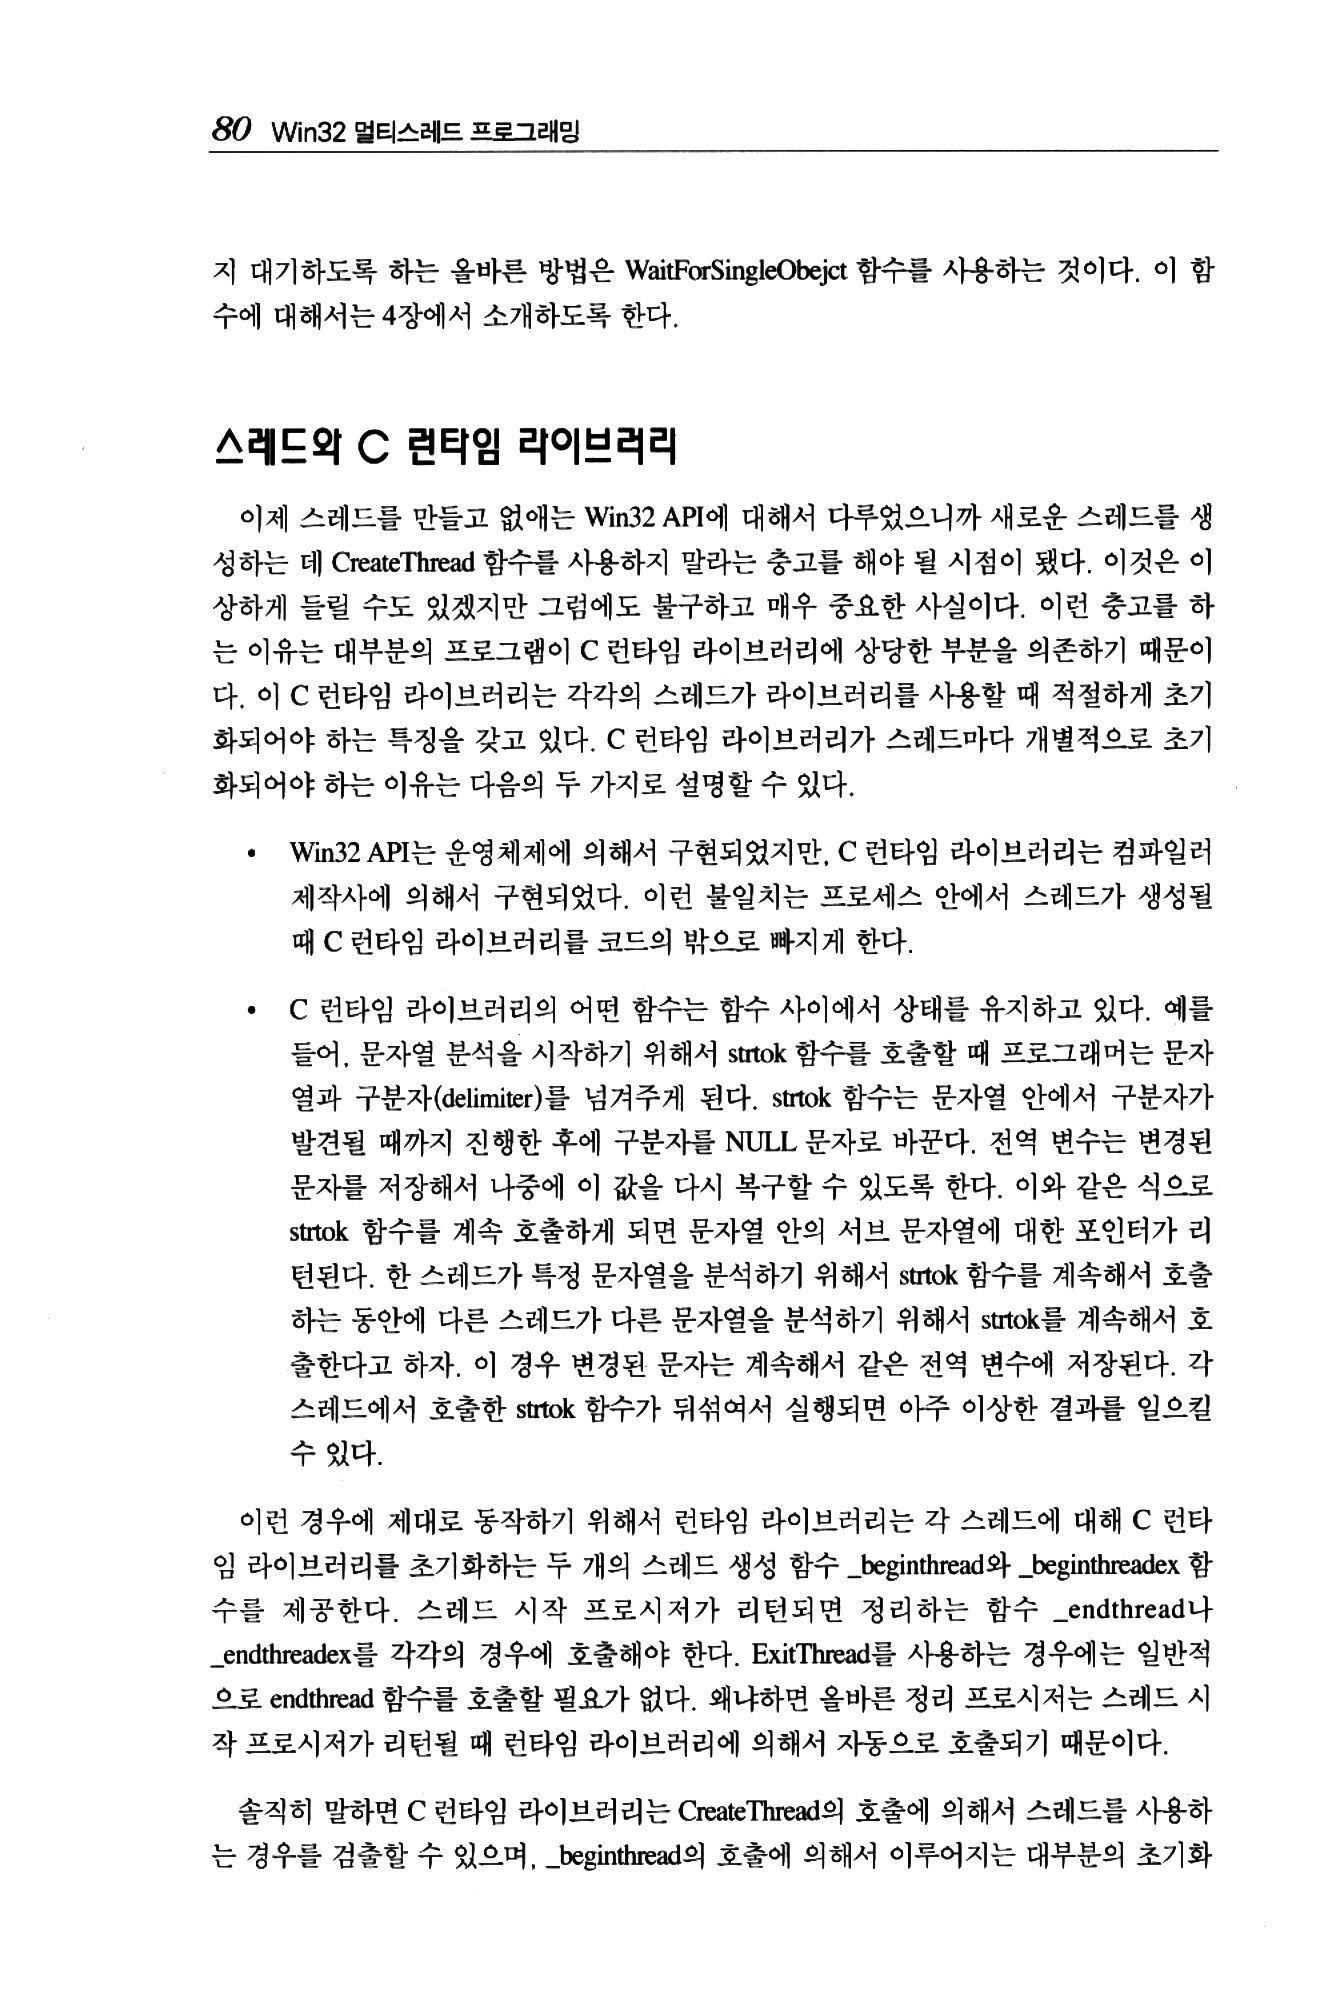 80 Win32 멀티스레드 프로그래밍
지 대기하도록 하는 올바른 방법은 WaitForSingleObejct 함수를 사용하는 것이다. 이 함
수에 대해서는 4장에서 소개하도록 한다.
스레드와 C 런타임 라이브러리
이제 스레드를 만들고 없애는 Win32 API에 대해서 다루었으니까 새로운 스레드를 생
성하는 데 CreateThread 함수를 사용하지 말라는 충고를 해야 될 시점이 됐다. 이것은 이
상하게 들릴 수도 있겠지만 그럼에도 불구하고 매우 중요한 사실이다. 이런 충고를 하
는 이유는 대부분의 프로그램이 C 런타임 라이브러리에 상당한 부분을 의존하기 때문이
다. 이 C 런타임 라이브러리는 각각의 스레드가 라이브러리를 사용할 때 적절하게 초기
화되어야 하는 특징을 갖고 있다. C 런타임 라이브러리가 스레드마다 개별적으로 초기
화되어야 하는 이유는 다음의 두 가지로 설명할 수 있다.
• Win32 API는 운영체제에 의해서 구현되었지만, C 런타임 라이브러리는 컴파일러
제작사에 의해서 구현되었다. 이런 불일치는 프로세스 안에서 스레드가 생성될
때 C 런타임 라이브러리를 코드의 밖으로 빠지게 한다.
• C 런타임 라이브러리의 어떤 함수는 함수 사이에서 상태를 유지하고 있다. 예를
들어, 문자열 분석을 시작하기 위해서 strtok 함수를 호출할 때 프로그래머는 문자
열과 구분자(delimiter)를 넘겨주게 된다. strtok 함수는 문자열 안에서 구분자가
발견될 때까지 진행한 후에 구분자를 NULL 문자로 바꾼다. 전역 변수는 변경된
문자를 저장해서 나중에 이 값을 다시 복구할 수 있도록 한다. 이와 같은 식으로
strtok 함수를 계속 호출하게 되면 문자열 안의 서브 문자열에 대한 포인터가 리
턴된다. 한 스레드가 특정 문자열을 분석하기 위해서 strtok 함수를 계속해서 호출
하는 동안에 다른 스레드가 다른 문자열을 분석하기 위해서 strtok를 계속해서 호
출한다고 하자. 이 경우 변경된 문자는 계속해서 같은 전역 변수에 저장된다. 각
스레드에서 호출한 strtok 함수가 뒤섞여서 실행되면 아주 이상한 결과를 일으킬
수 있다.
이런 경우에 제대로 동작하기 위해서 런타임 라이브러리는 각 스레드에 대해 C 런타
임 라이브러리를 초기화하는 두 개의 스레드 생성 함수 _beginthread와 _beginthreadex 함
수를 제공한다. 스레드 시작 프로시저가 리턴되면 정리하는 함수 _endthread나
_endthreadex를 각각의 경우에 호출해야 한다. ExitThread를 사용하는 경우에는 일반적
으로 endthread 함수를 호출할 필요가 없다. 왜냐하면 올바른 정리 프로시저는 스레드 시
작 프로시저가 리턴될 때 런타임 라이브러리에 의해서 자동으로 호출되기 때문이다.
솔직히 말하면 C 런타임 라이브러리는 CreateThread의 호출에 의해서 스레드를 사용하
는 경우를 검출할 수 있으며, _beginthread의 호출에 의해서 이루어지는 대부분의 초기화